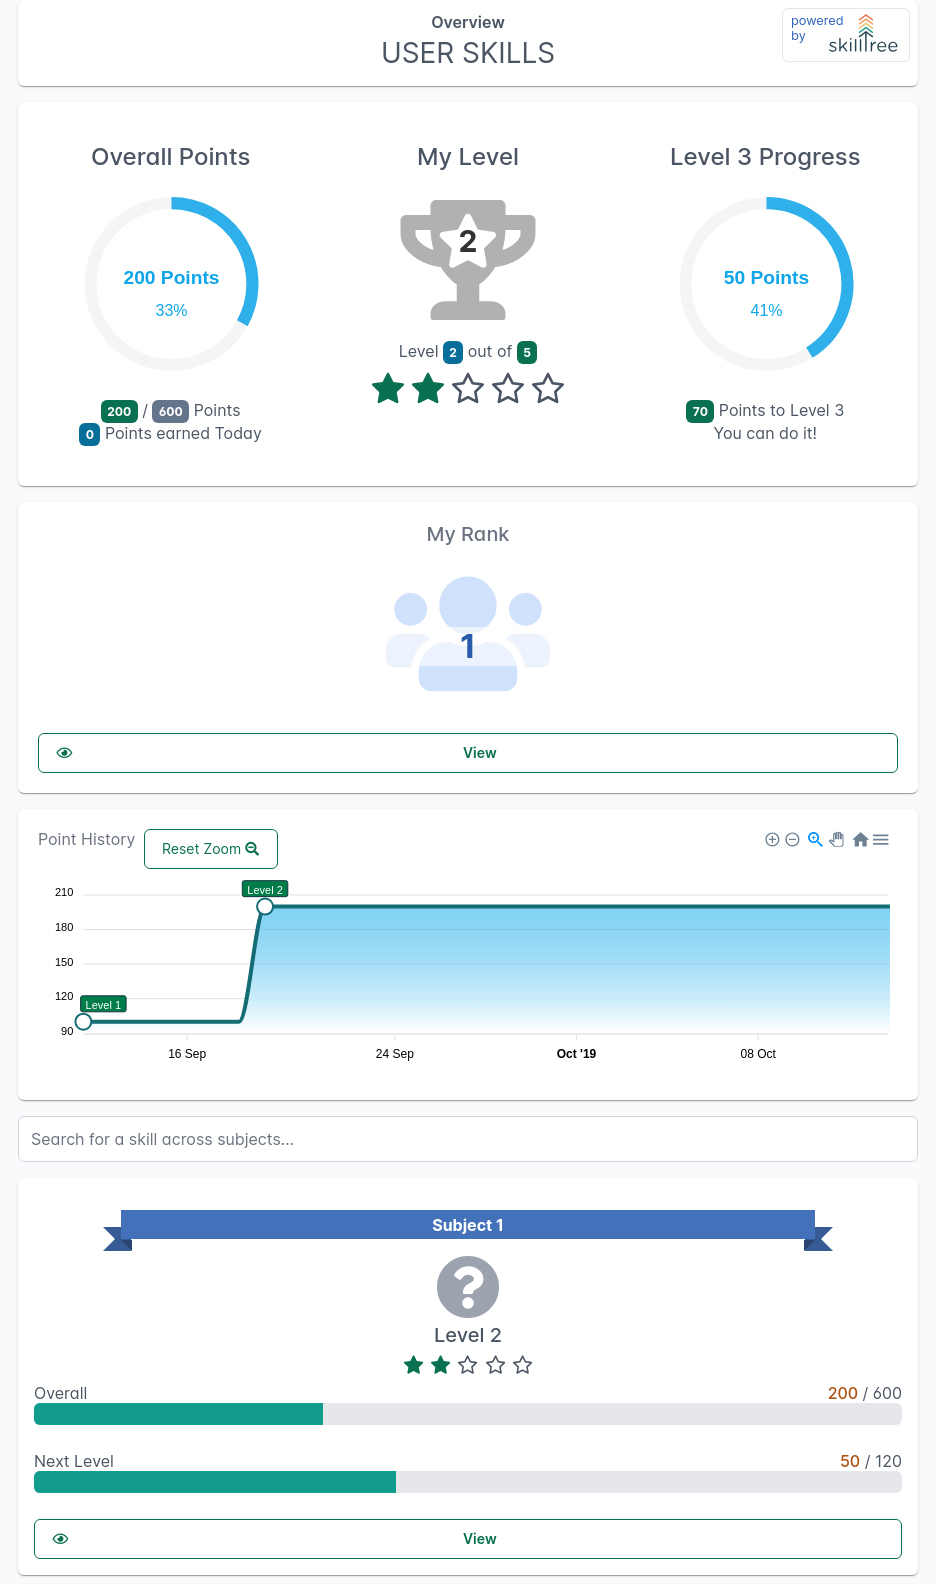 Overview
USER SKILLS
powered by
skilltree
Overall Points
200 Points
33%
200 / 600 Points
0 Points earned Today
My Level
2
Level 2 out of 5
Level 3 Progress
50 Points
41%
70 Points to Level 3
You can do it!
My Rank
1
View
Point History
Reset Zoom
210
180
150
120
90
Level 1
Level 2
16 Sep
24 Sep
Oct '19
08 Oct
Search for a skill across subjects...
Subject 1
Level 2
Overall
200 / 600
Next Level
50 / 120
View